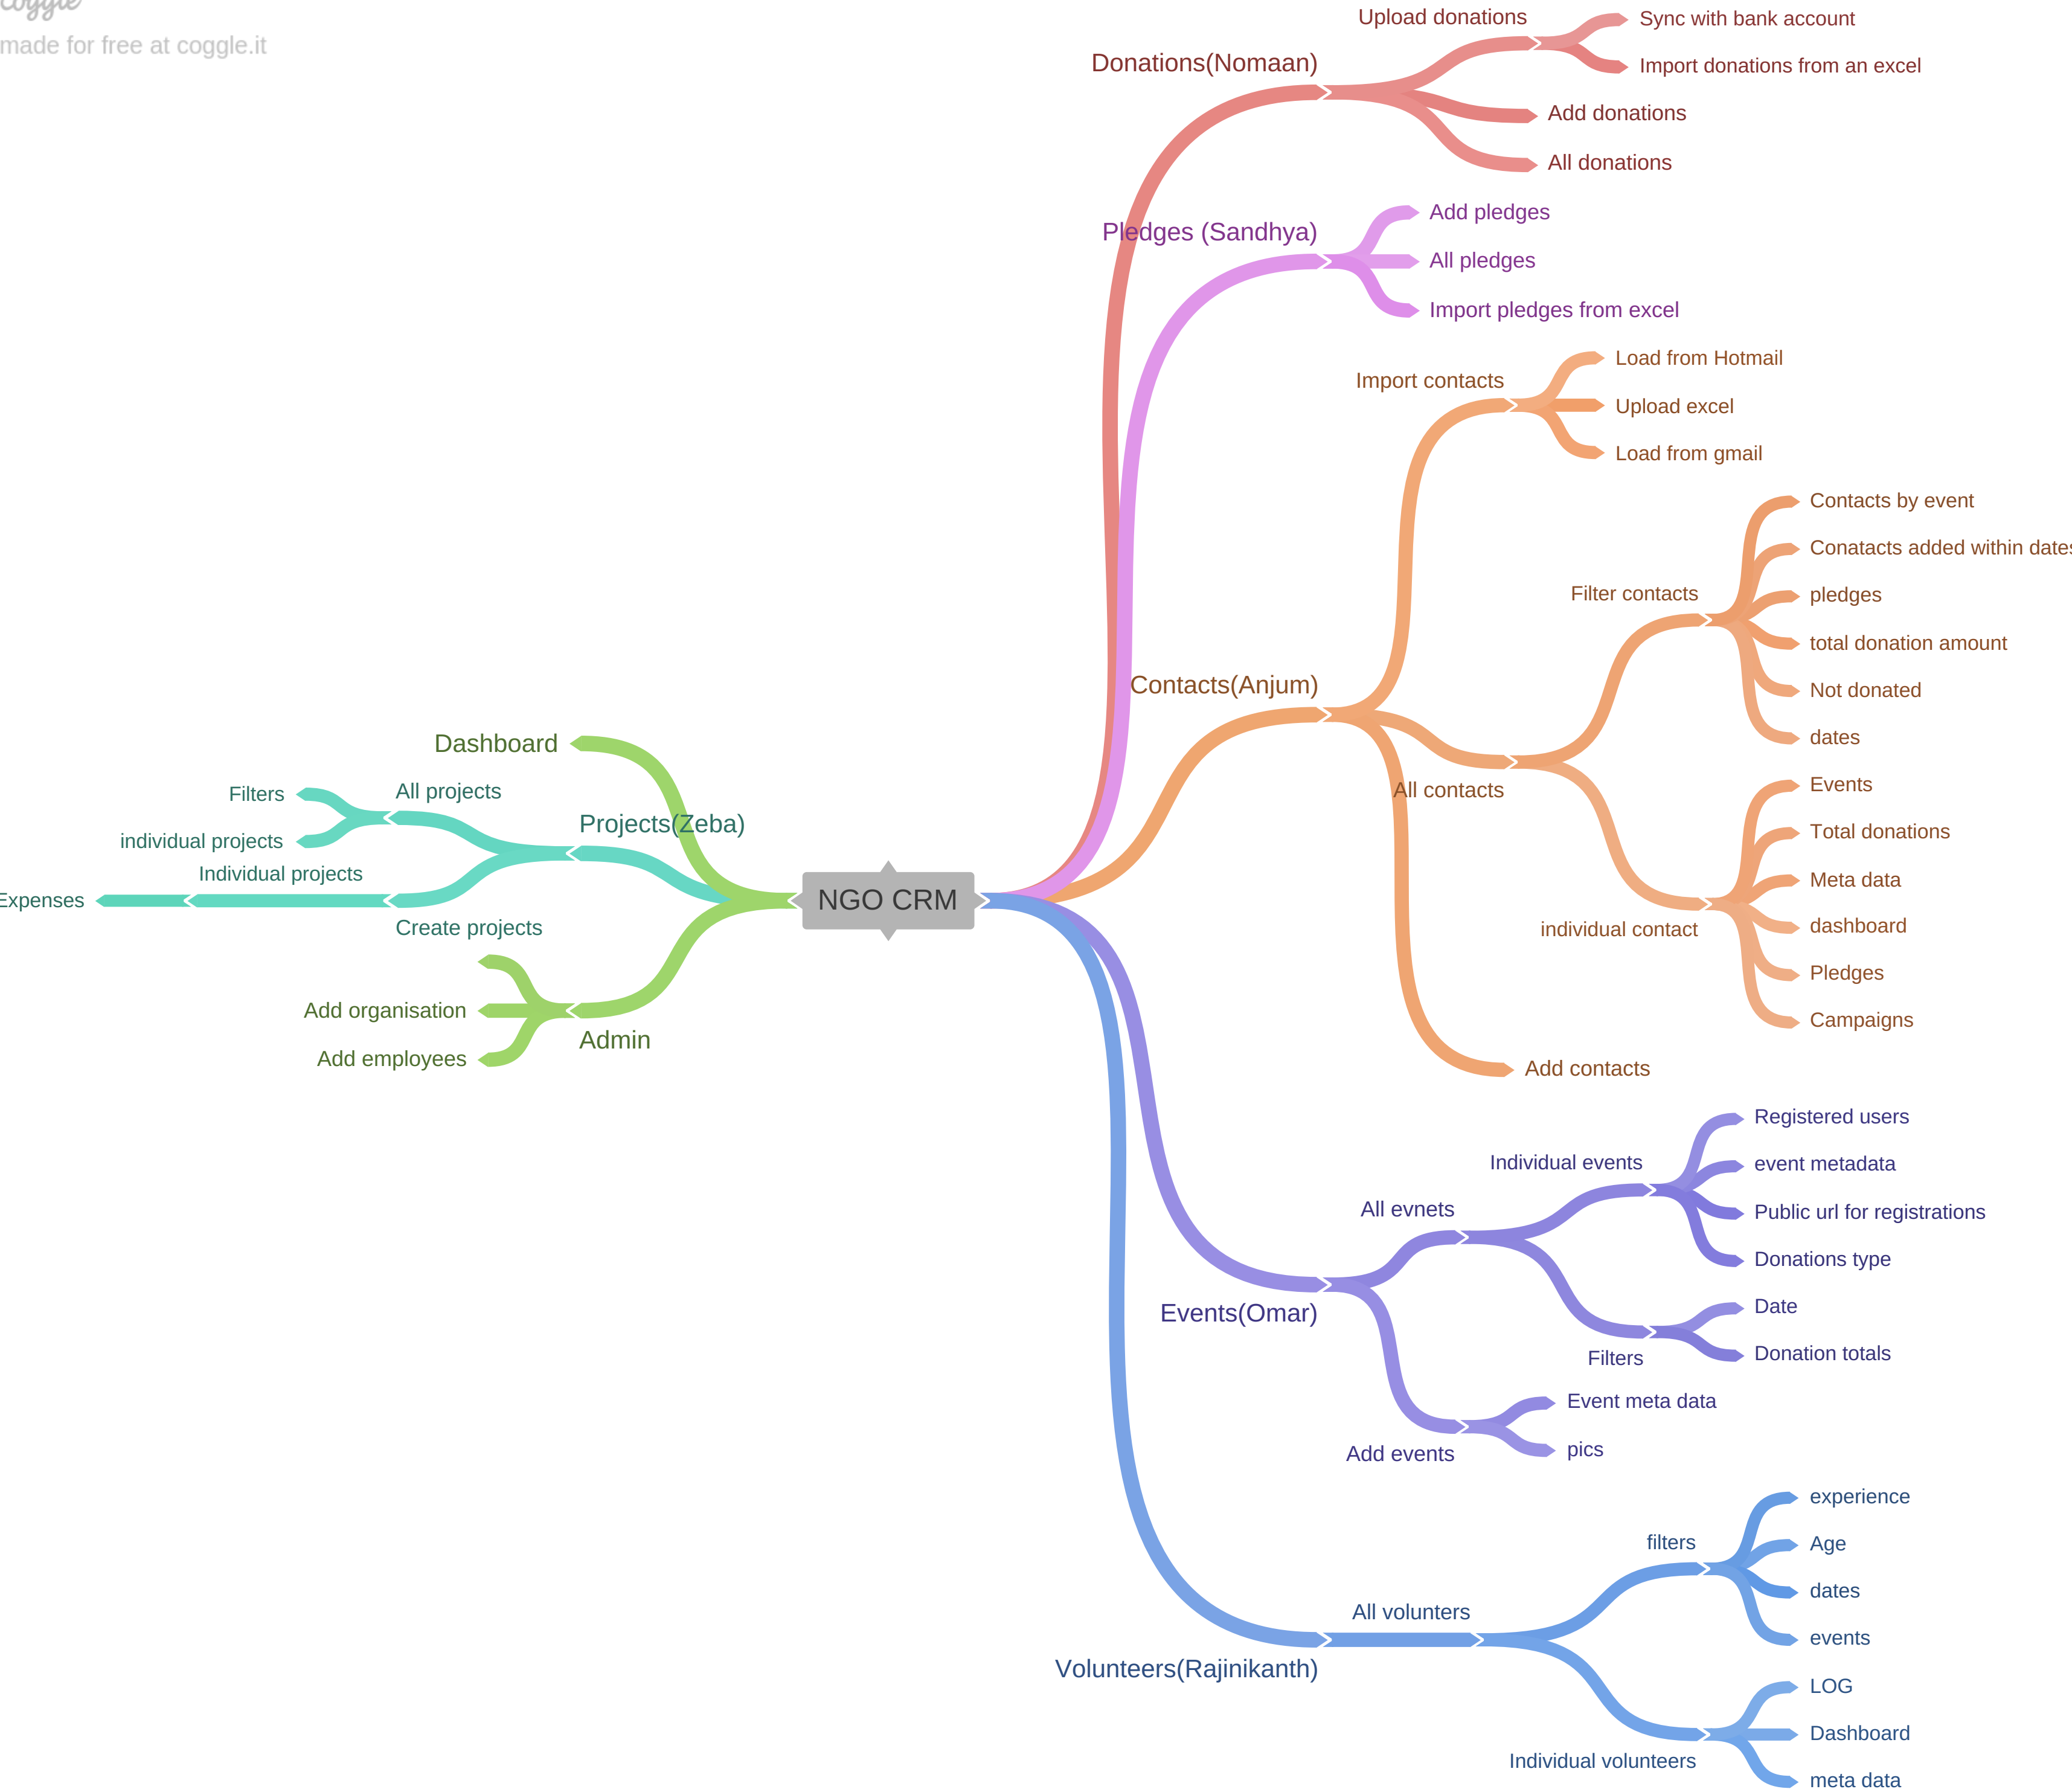 coggle
made for free at coggle.it
NGO CRM
Donations(Nomaan)
Upload donations
Sync with bank account
Import donations from an excel
Add donations
All donations
Pledges (Sandhya)
Add pledges
All pledges
Import pledges from excel
Contacts(Anjum)
Import contacts
Load from Hotmail
Upload excel
Load from gmail
All contacts
Filter contacts
Contacts by event
Conatacts added within dates
pledges
total donation amount
Not donated
dates
individual contact
Events
Total donations
Meta data
dashboard
Pledges
Campaigns
Add contacts
Events(Omar)
All evnets
Individual events
Registered users
event metadata
Public url for registrations
Donations type
Filters
Date
Donation totals
Add events
Event meta data
pics
Volunteers(Rajinikanth)
All volunters
filters
experience
Age
dates
events
Individual volunteers
LOG
Dashboard
meta data
Dashboard
Projects(Zeba)
All projects
Filters
individual projects
Create projects
Individual projects
Expenses
Admin
Add organisation
Add employees